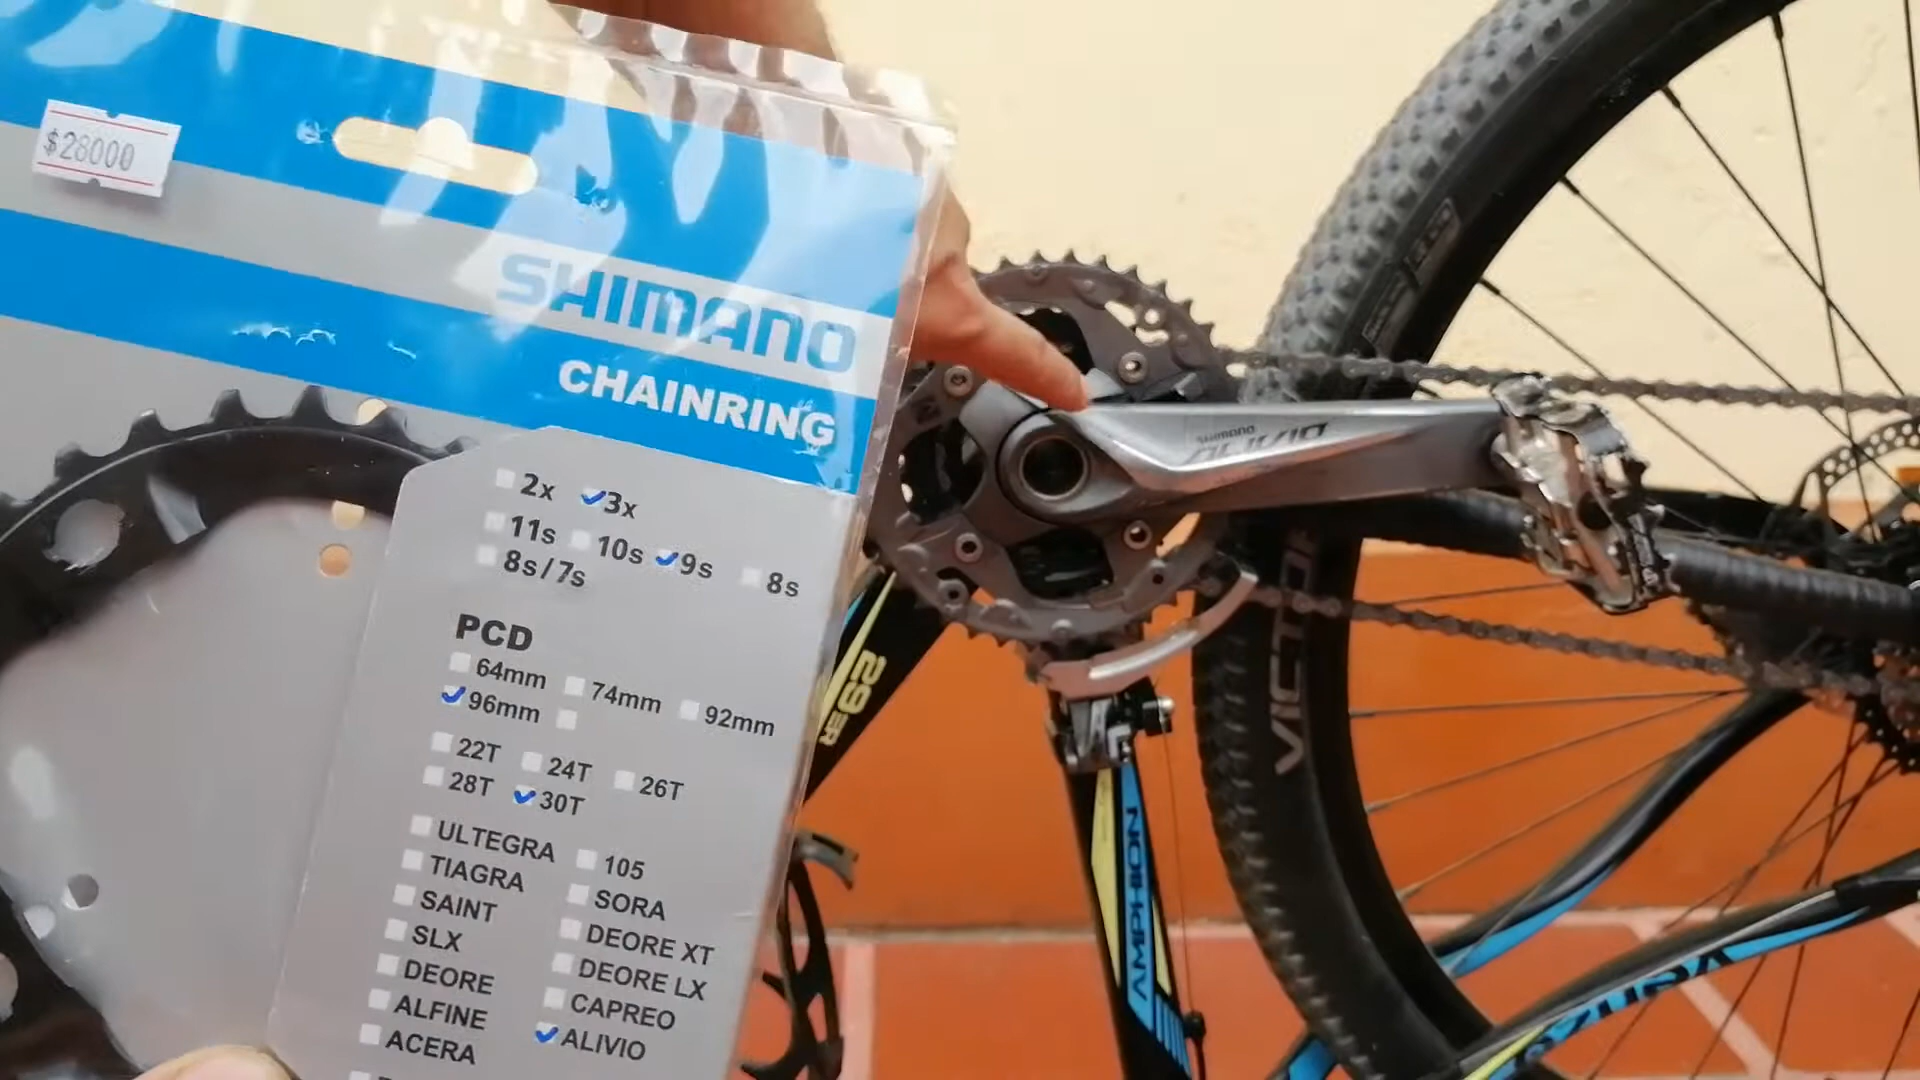 $28000
SHIMANO
CHAINRING
2x 3x
11s 10s 9s 8s
8s/7s
PCD
64mm 74mm 92mm
96mm
22T 24T 26T
28T 30T
ULTEGRA 105
TIAGRA SORA
SAINT DEORE XT
SLX DEORE LX
DEORE CAPREO
ALFINE ALIVIO
ACERA
SHIMANO
ALIVIO
29ER
AMPHION